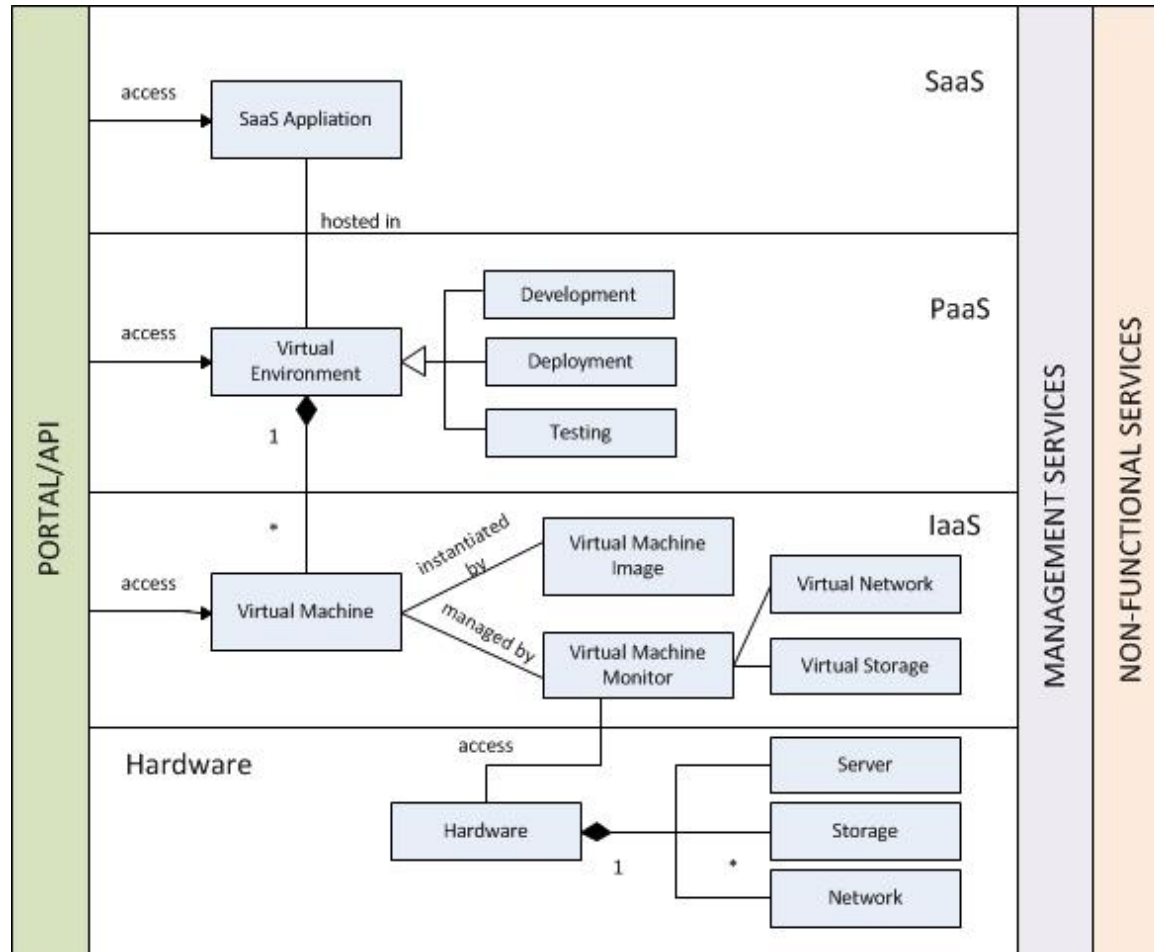 PORTAL/API
SaaS
access
SaaS Appliation
hosted in
PaaS
access
Virtual
Environment
Development
Deployment
Testing
1
*
IaaS
access
Virtual Machine
instantiated
by
managed by
Virtual Machine
Image
Virtual Machine
Monitor
Virtual Network
Virtual Storage
Hardware
access
Hardware
1
*
Server
Storage
Network
MANAGEMENT SERVICES
NON-FUNCTIONAL SERVICES